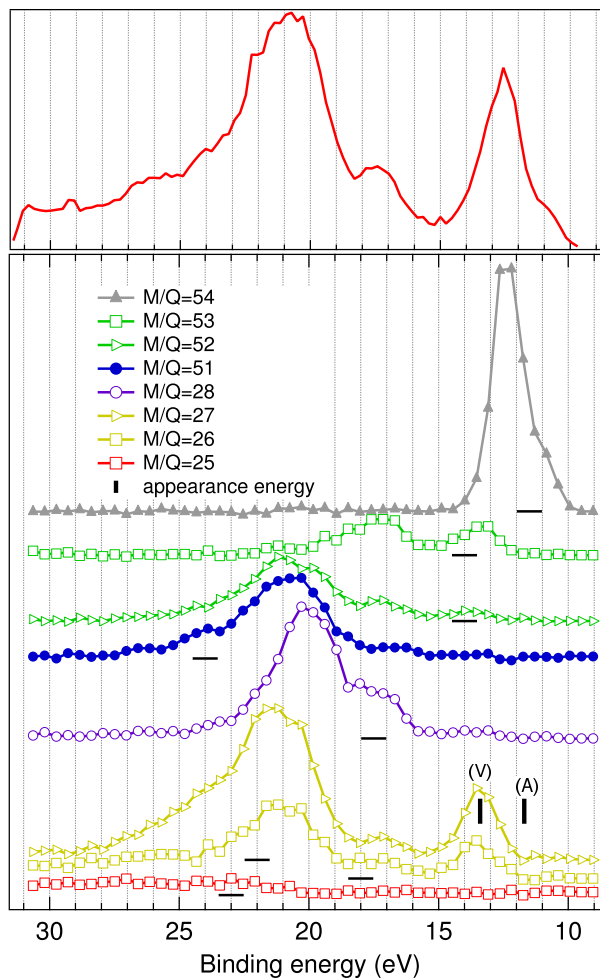 M/Q=54
M/Q=53
M/Q=52
M/Q=51
M/Q=28
M/Q=27
M/Q=26
M/Q=25
appearance energy
(V) (A)
30 25 20 15 10
Binding energy (eV)